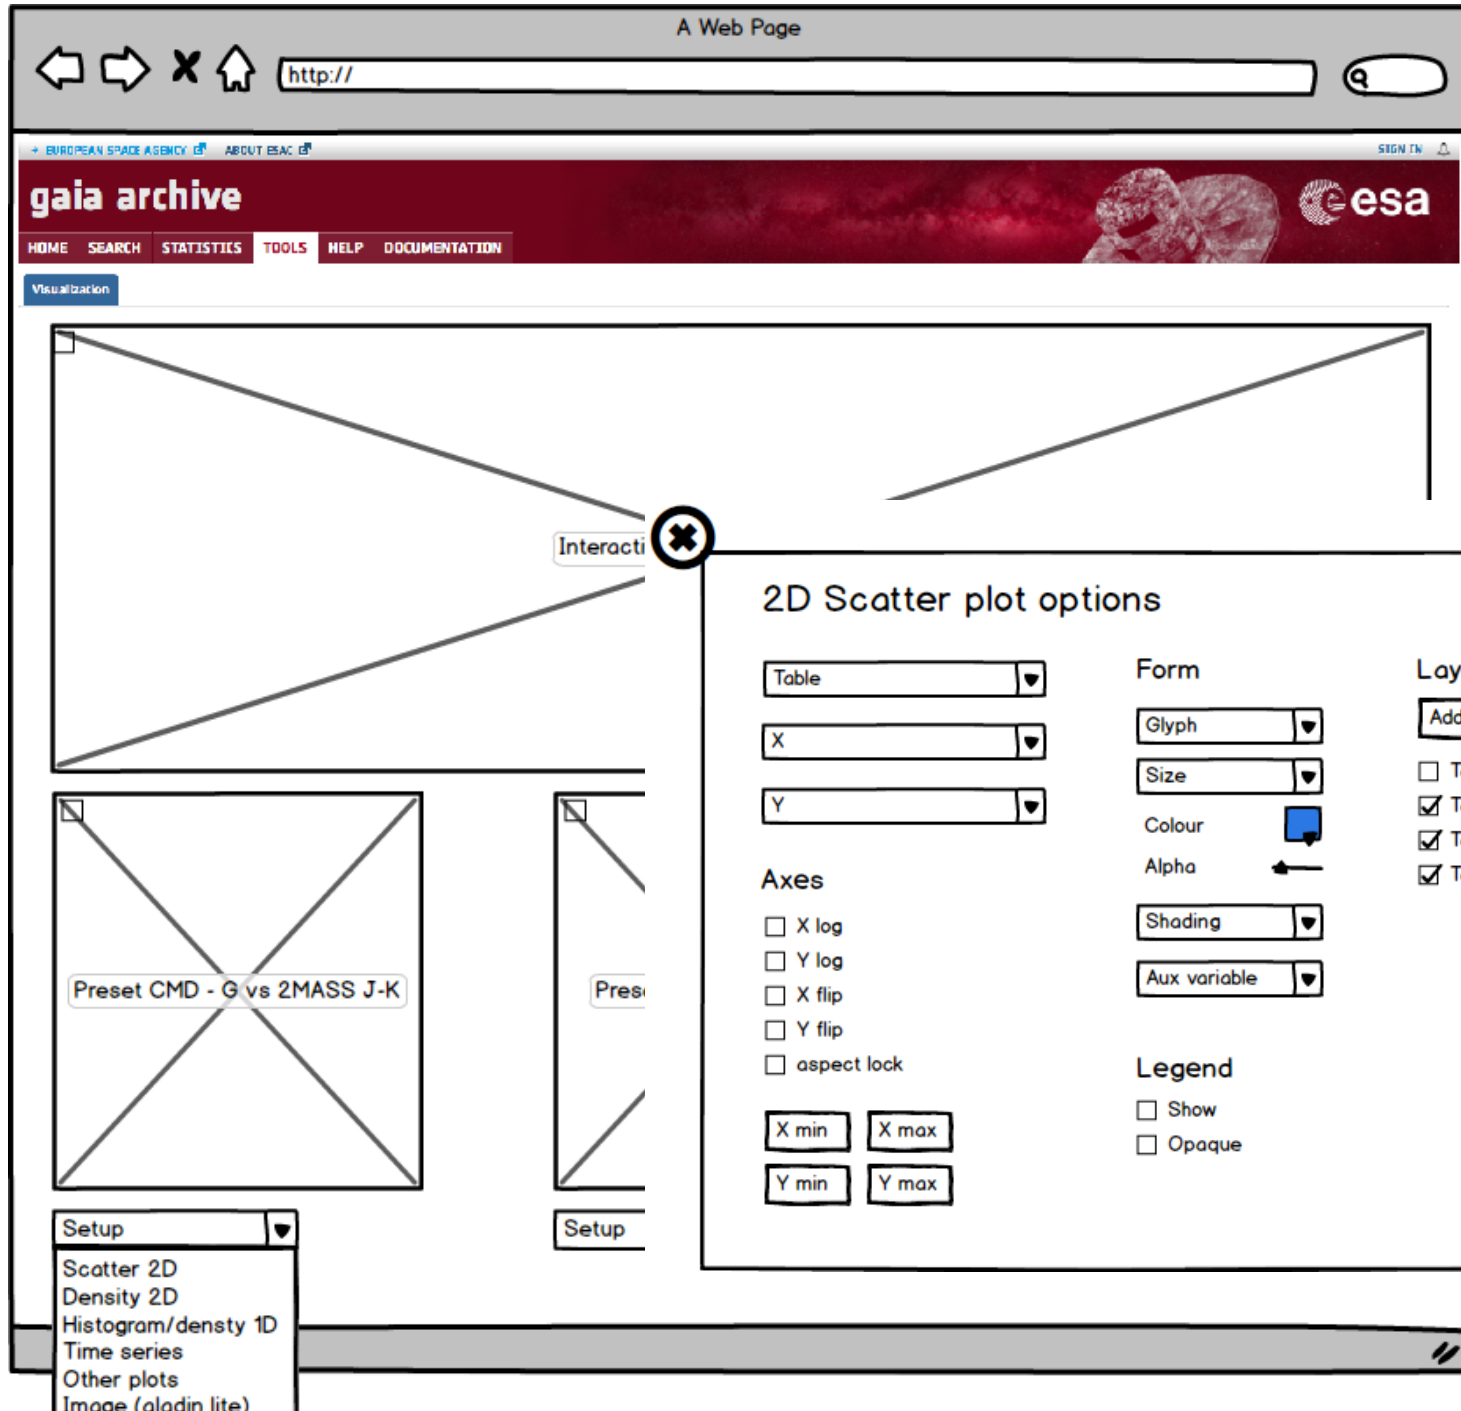 A Web Page
http://
EUROPEAN SPACE AGENCY ABOUT ESAC SIGN IN
gaia archive
esa
HOME SEARCH STATISTICS TOOLS HELP DOCUMENTATION
Visualization
Interacti
2D Scatter plot options
Table
X
Y
Axes
X log
Y log
X flip
Y flip
aspect lock
X min X max
Y min Y max
Form
Glyph
Size
Colour
Alpha
Shading
Aux variable
Legend
Show
Opaque
Lay
Add
Preset CMD - G vs 2MASS J-K
Pres
Setup
Scatter 2D
Density 2D
Histogram/densty 1D
Time series
Other plots
Image (aladin lite)
Setup